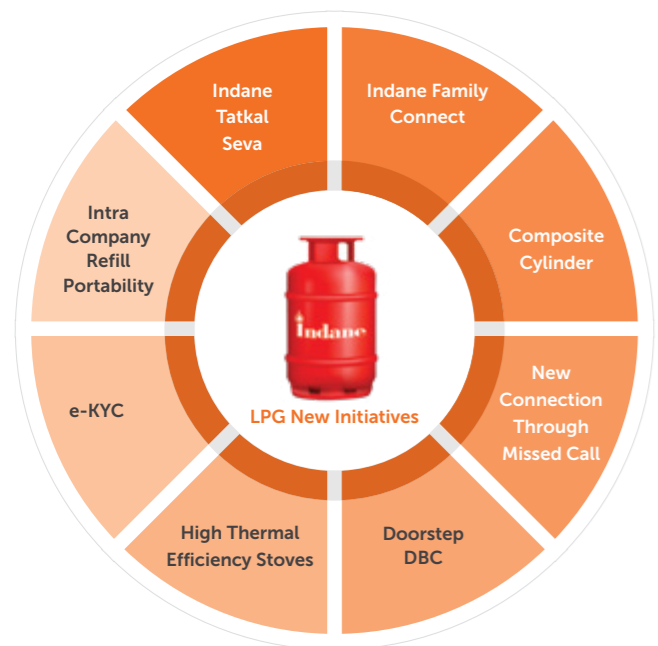 Indane
Tatkal
Seva
Indane Family
Connect
Composite
Cylinder
New
Connection
Through
Missed Call
Doorstep
DBC
High Thermal
Efficiency Stoves
e-KYC
Intra
Company
Refill
Portability
indane
LPG New Initiatives